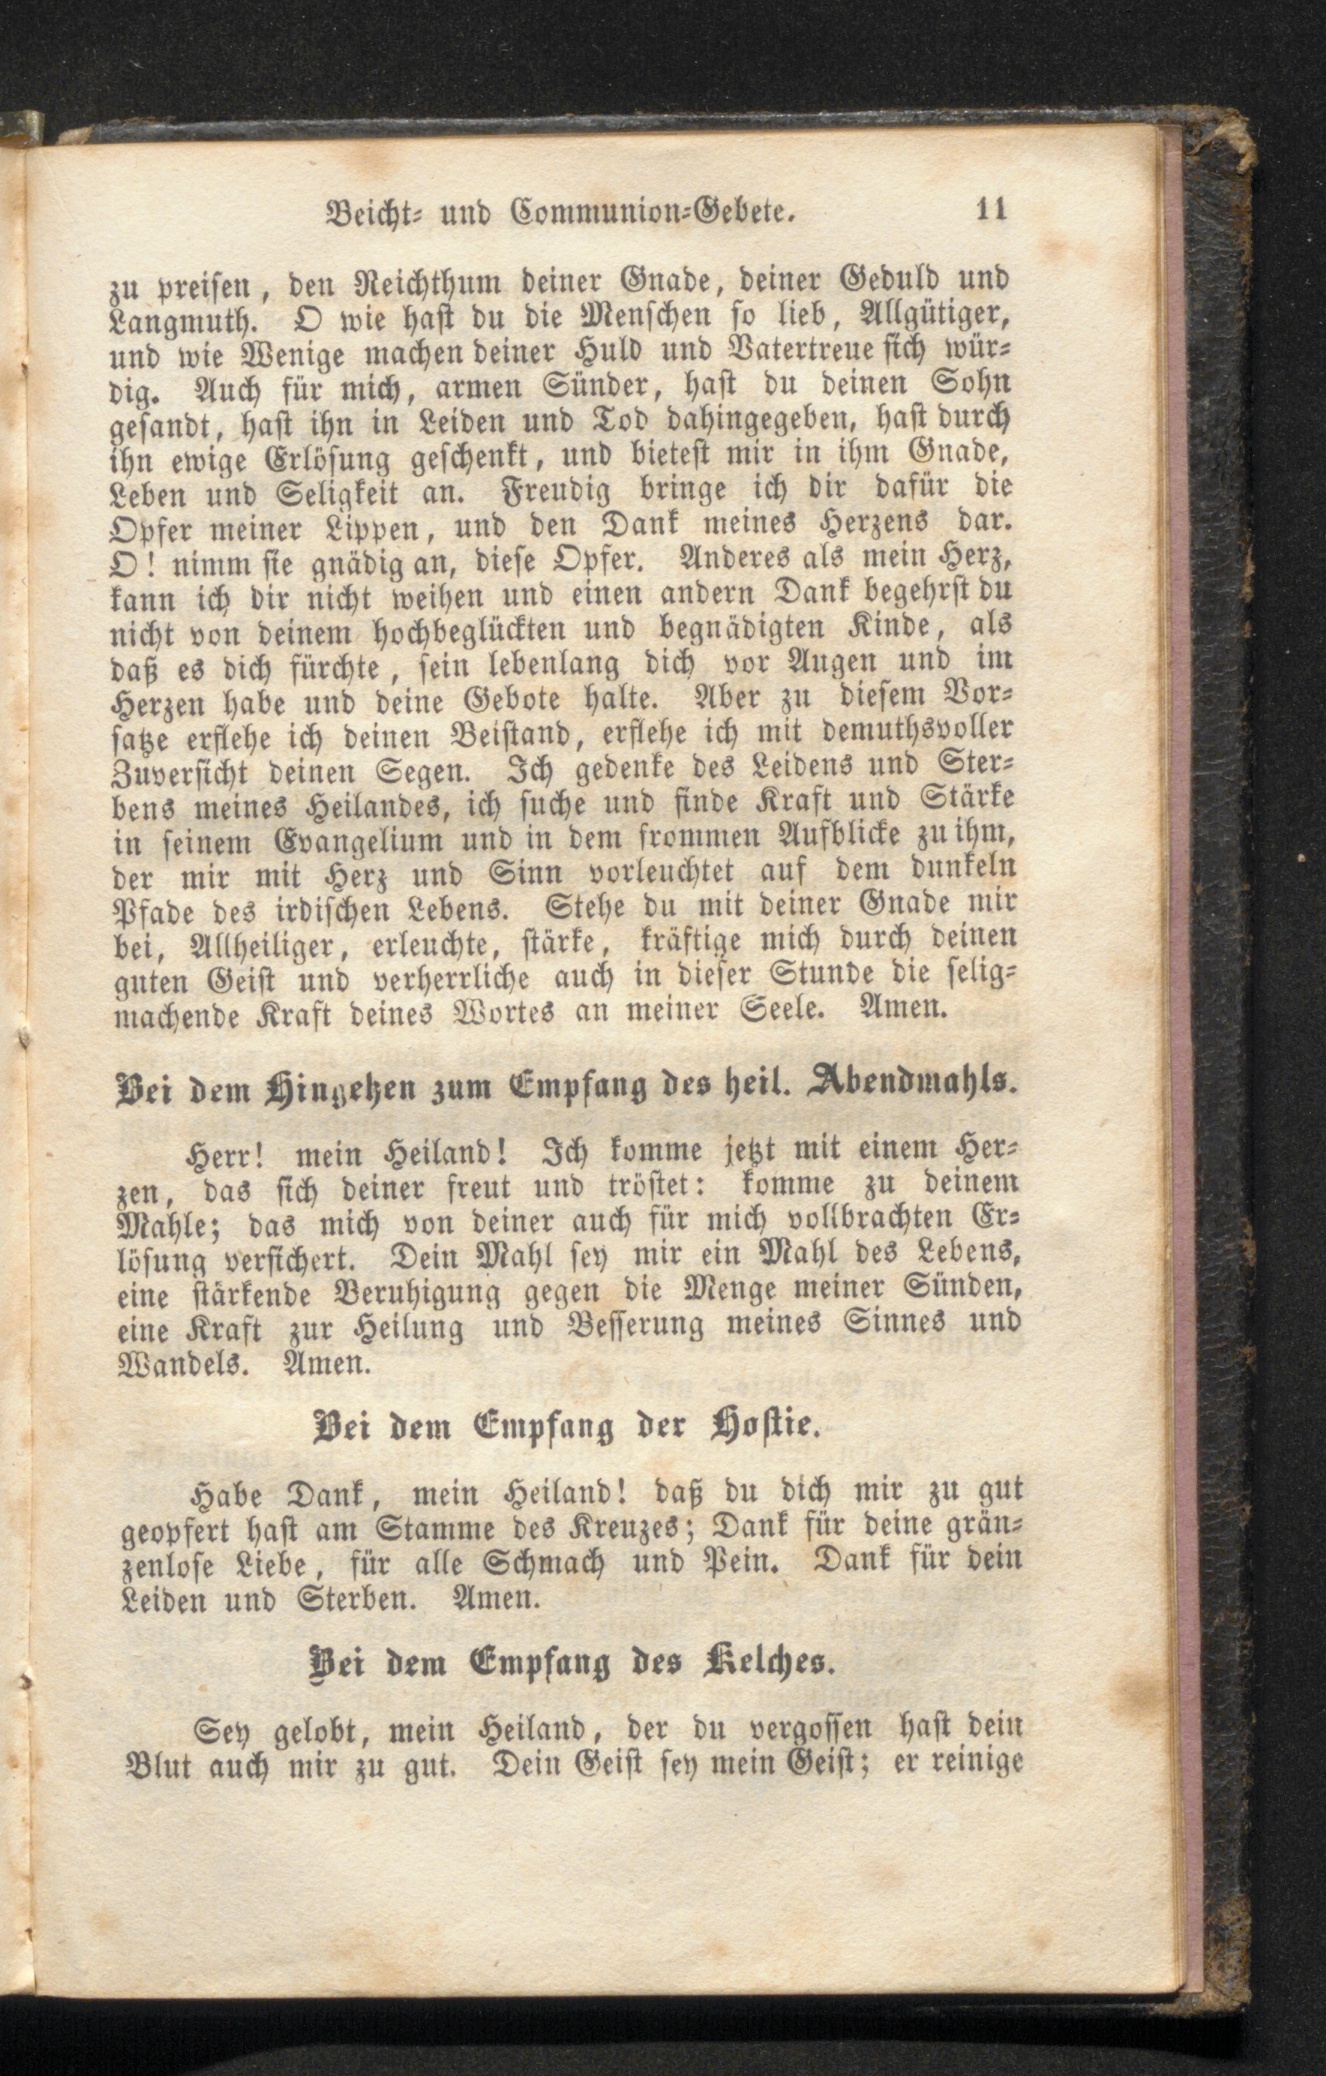 Beicht- und Communion-Gebete. 11
zu preisen, den Reichthum deiner Gnade, deiner Geduld und
Langmuth. O wie hast du die Menschen so lieb, Allgütiger,
und wie Wenige machen deiner Huld und Vatertreue sich wür-
dig. Auch für mich, armen Sünder, hast du deinen Sohn
gesandt, hast ihn in Leiden und Tod dahingegeben, hast durch
ihn ewige Erlösung geschenkt, und bietest mir in ihm Gnade,
Leben und Seligkeit an. Freudig bringe ich dir dafür die
Opfer meiner Lippen, und den Dank meines Herzens dar.
O! nimm sie gnädig an, diese Opfer. Anderes als mein Herz,
kann ich dir nicht weihen und einen andern Dank begehrst du
nicht von deinem hochbeglückten und begnädigten Kinde, als
daß es dich fürchte, sein lebenlang dich vor Augen und im
Herzen habe und deine Gebote halte. Aber zu diesem Vor-
satze erflehe ich deinen Beistand, erflehe ich mit demuthsvoller
Zuversicht deinen Segen. Ich gedenke des Leidens und Ster-
bens meines Heilandes, ich suche und finde Kraft und Stärke
in seinem Evangelium und in dem frommen Aufblicke zu ihm,
der mir mit Herz und Sinn vorleuchtet auf dem dunkeln
Pfade des irdischen Lebens. Stehe du mit deiner Gnade mir
bei, Allheiliger, erleuchte, stärke, kräftige mich durch deinen
guten Geist und verherrliche auch in dieser Stunde die selig-
machende Kraft deines Wortes an meiner Seele. Amen.
Bei dem Hingehen zum Empfang des heil. Abendmahls.
Herr! mein Heiland! Ich komme jetzt mit einem Her-
zen, das sich deiner freut und tröstet: komme zu deinem
Mahle; das mich von deiner auch für mich vollbrachten Er-
lösung versichert. Dein Mahl sey mir ein Mahl des Lebens,
eine stärkende Beruhigung gegen die Menge meiner Sünden,
eine Kraft zur Heilung und Besserung meines Sinnes und
Wandels. Amen.
Bei dem Empfang der Hostie.
Habe Dank, mein Heiland! daß du dich mir zu gut
geopfert hast am Stamme des Kreuzes; Dank für deine grän-
zenlose Liebe, für alle Schmach und Pein. Dank für dein
Leiden und Sterben. Amen.
Bei dem Empfang des Kelches.
Sey gelobt, mein Heiland, der du vergossen hast dein
Blut auch mir zu gut. Dein Geist sey mein Geist; er reinige